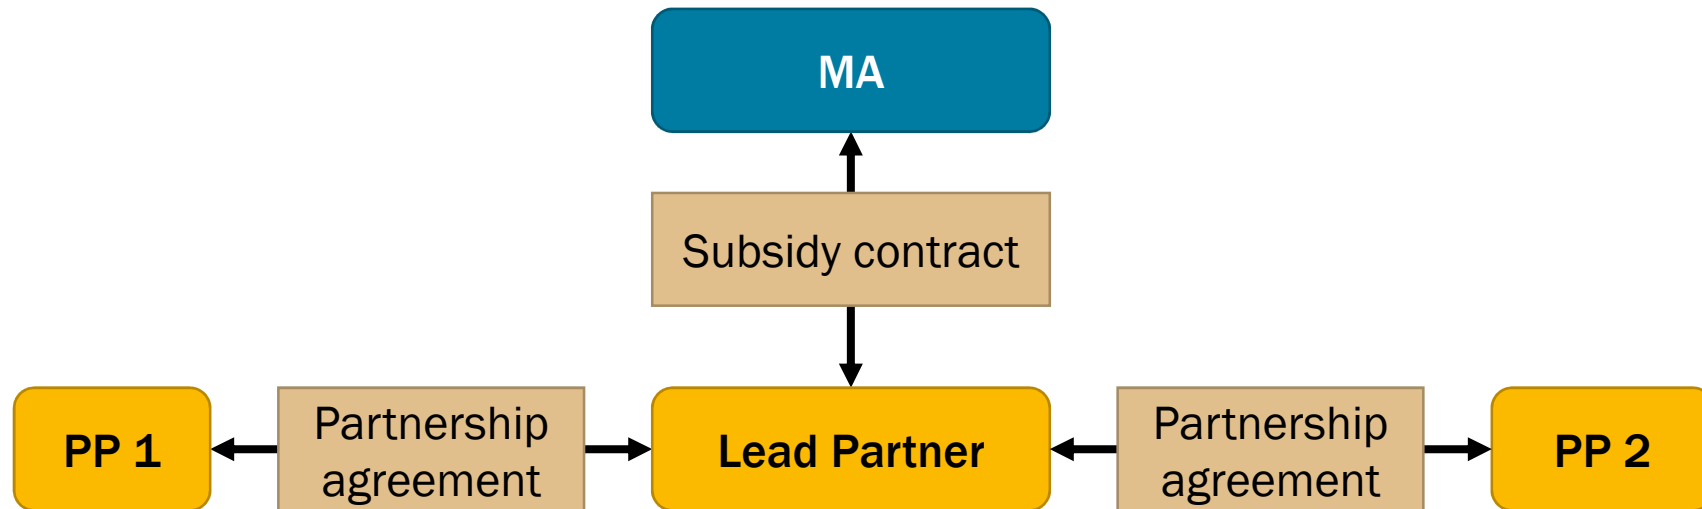 MA
Subsidy contract
PP 1
Partnership
agreement
Lead Partner
Partnership
agreement
PP 2